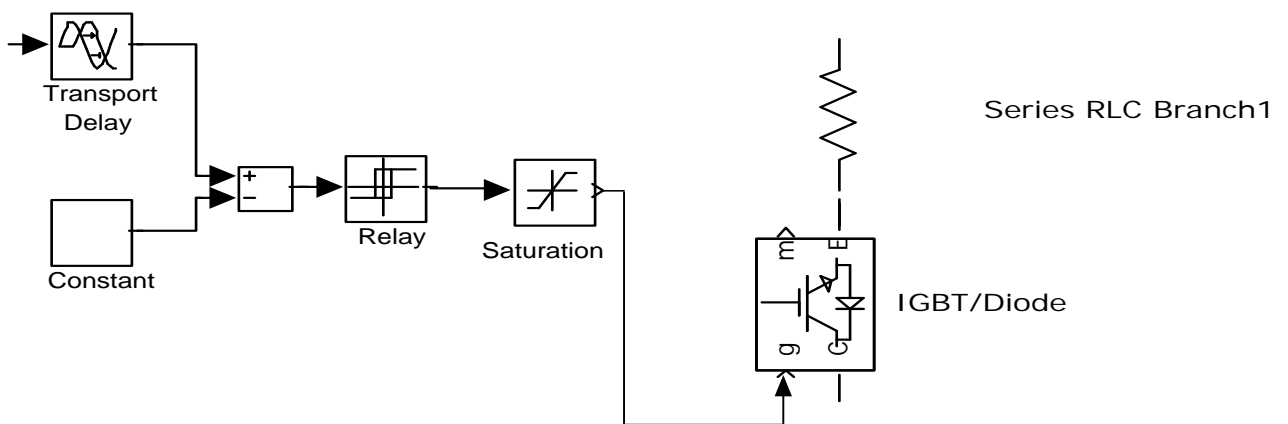 Transport
Delay
Series RLC Branch1
+
−
Relay
Saturation
Constant
m
E
IGBT/Diode
g
C